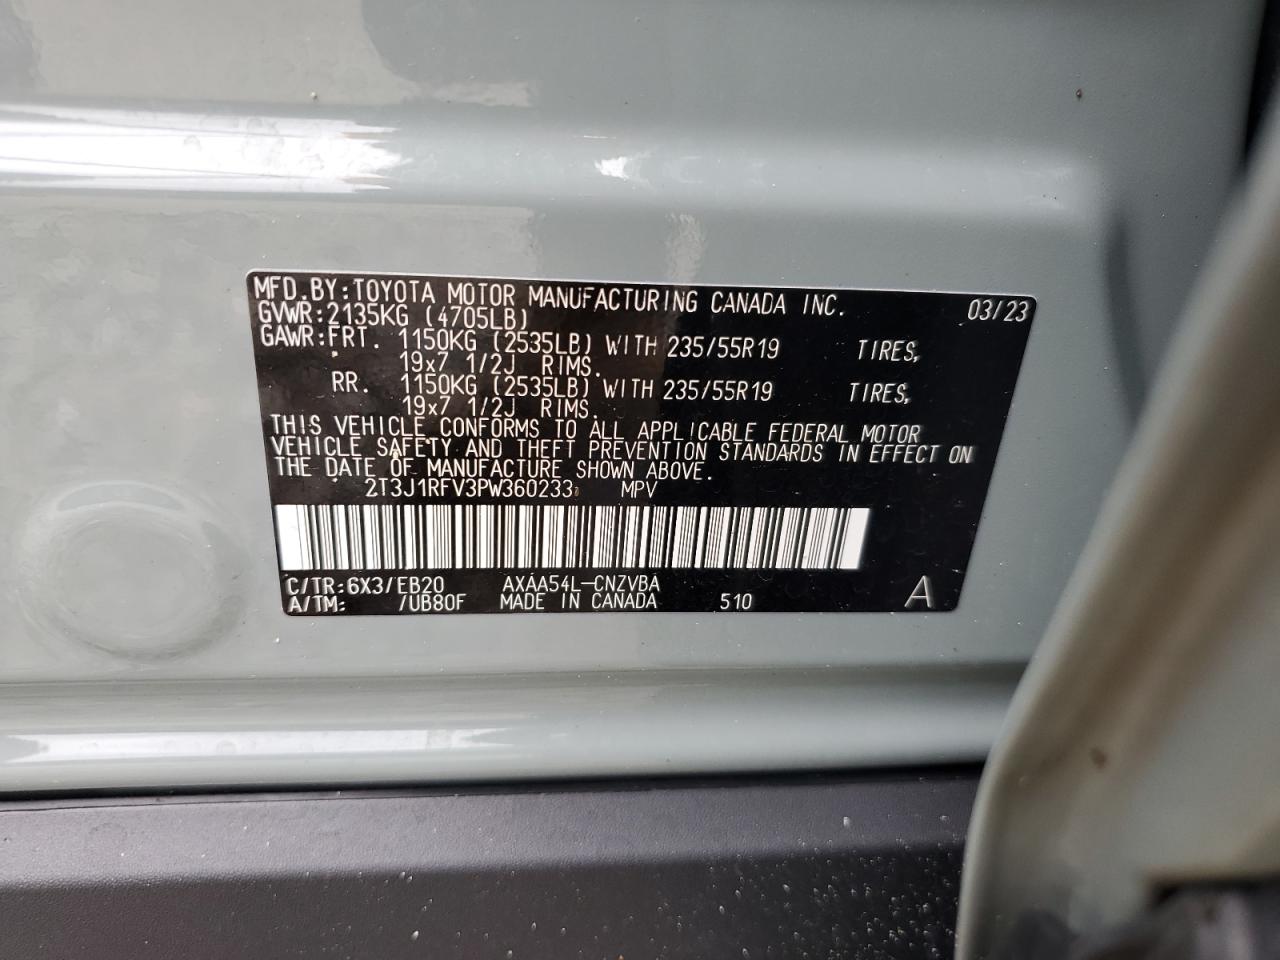 MFD.BY:TOYOTA MOTOR MANUFACTURING CANADA INC. 03/23
GVWR:2135KG (4705LB)
GAWR:FRT. 1150KG (2535LB) WITH 235/55R19 TIRES,
19x7 1/2J RIMS.
RR. 1150KG (2535LB) WITH 235/55R19 TIRES,
19x7 1/2J RIMS.
THIS VEHICLE CONFORMS TO ALL APPLICABLE FEDERAL MOTOR
VEHICLE SAFETY AND THEFT PREVENTION STANDARDS IN EFFECT ON
THE DATE OF MANUFACTURE SHOWN ABOVE.
2T3J1RFV3PW360233 MPV
C/TR:6X3/EB20 AXAA54L-CNZVBA
A/TM: /UB80F MADE IN CANADA 510 A